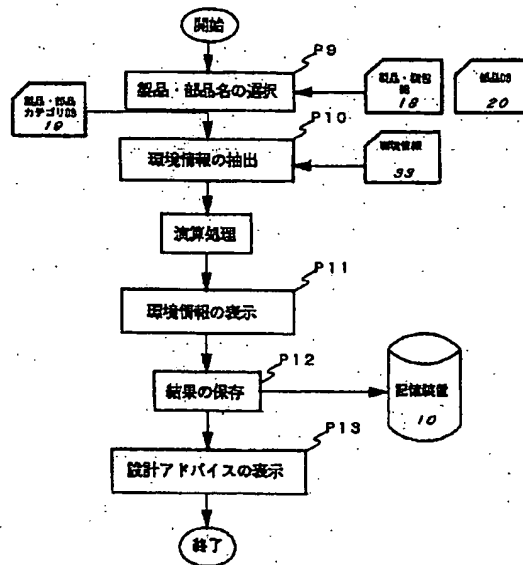 開始
P9
製品・部品名の選択
18
部品DB
20
製品・部品
カテゴリDB
19
P10
環境情報の抽出
環境情報
33
演算処理
P11
環境情報の表示
P12
結果の保存
記憶装置
10
P13
設計アドバイスの表示
終了